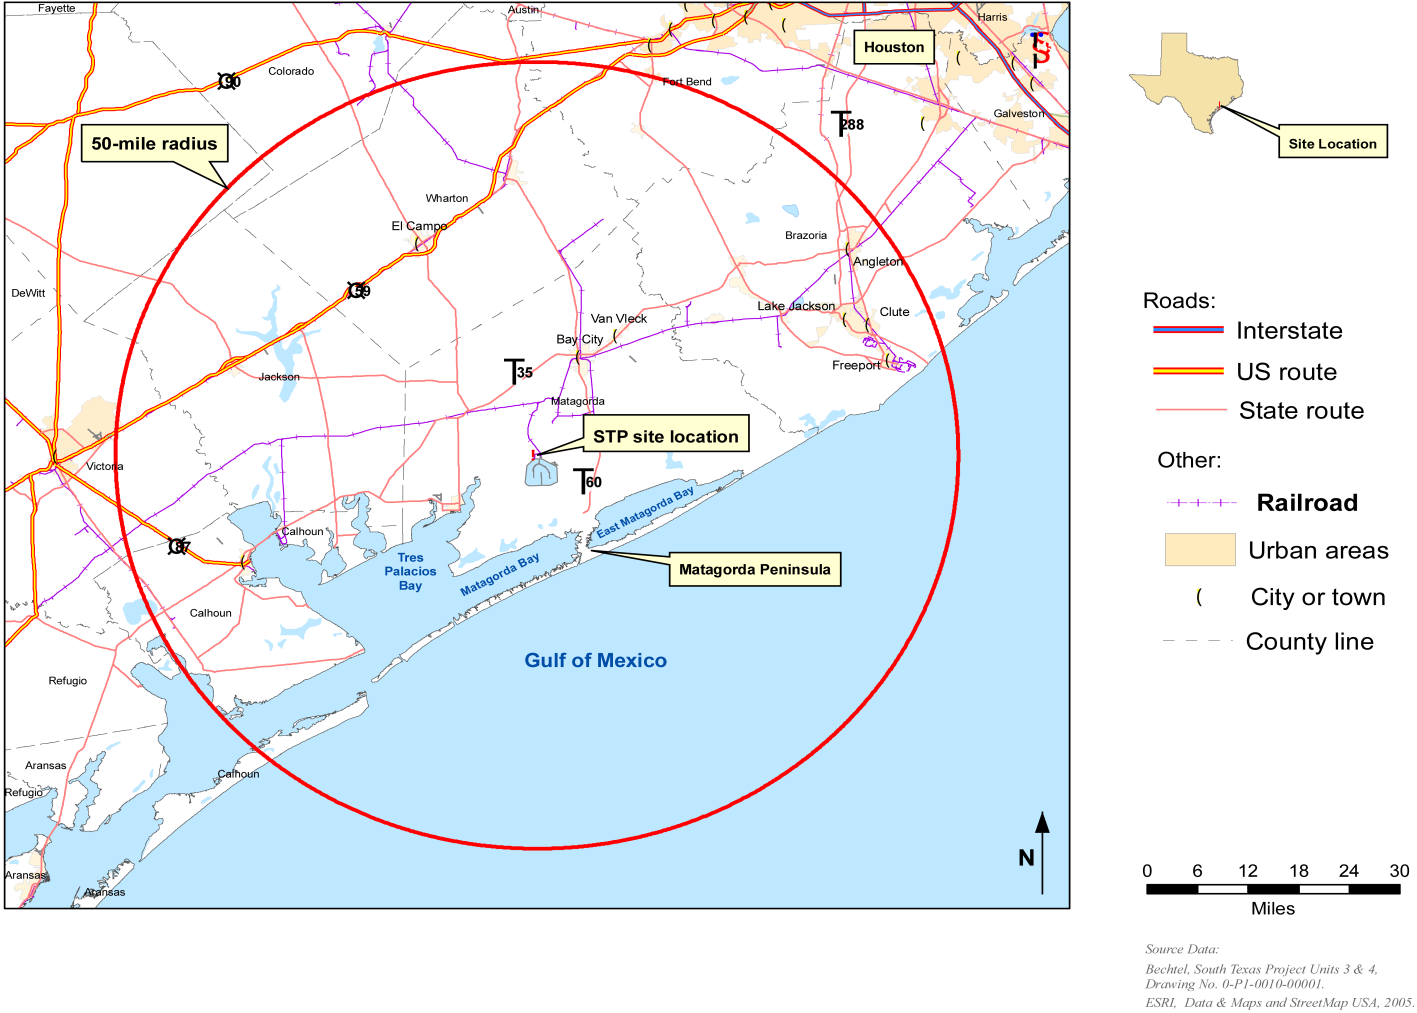 Fayette
Austin
Harris
Houston
Colorado
90
Fort Bend
Galveston
288
50-mile radius
Site Location
Wharton
El Campo
Brazoria
Angleton
DeWitt
59
Lake Jackson
Clute
Van Vleck
Bay City
Freeport
35
Jackson
Matagorda
STP site location
Victoria
60
East Matagorda Bay
Calhoun
87
Tres
Palacios
Bay
Matagorda Bay
Matagorda Peninsula
Calhoun
Gulf of Mexico
Refugio
Aransas
Calhoun
Refugio
Aransas
Aransas
N
Roads:
Interstate
US route
State route
Other:
Railroad
Urban areas
City or town
County line
0 6 12 18 24 30
Miles
Source Data:
Bechtel, South Texas Project Units 3 & 4,
Drawing No. 0-P1-0010-00001.
ESRI, Data & Maps and StreetMap USA, 2005.